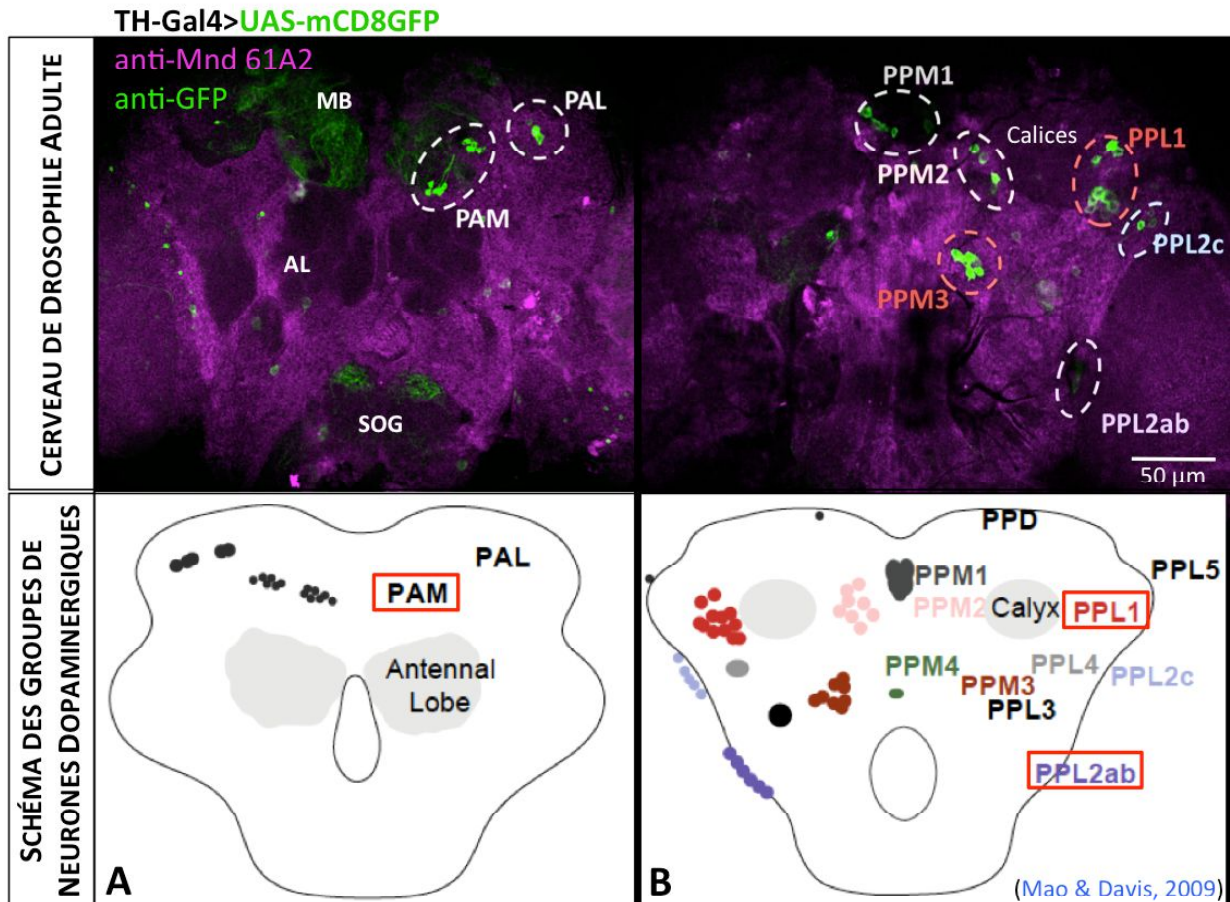 TH-Gal4>UAS-mCD8GFP
anti-Mnd 61A2
anti-GFP
MB
PAL
PAM
AL
SOG
PPM1
Calices
PPL1
PPM2
PPL2c
PPM3
PPL2ab
50 µm
CERVEAU DE DROSOPHILE ADULTE
SCHÉMA DES GROUPES DE
NEURONES DOPAMINERGIQUES
PAL
PAM
Antennal
Lobe
A
PPD
PPL5
PPM1
PPM2
Calyx
PPL1
PPM4
PPL4
PPL2c
PPM3
PPL3
PPL2ab
B
(Mao & Davis, 2009)